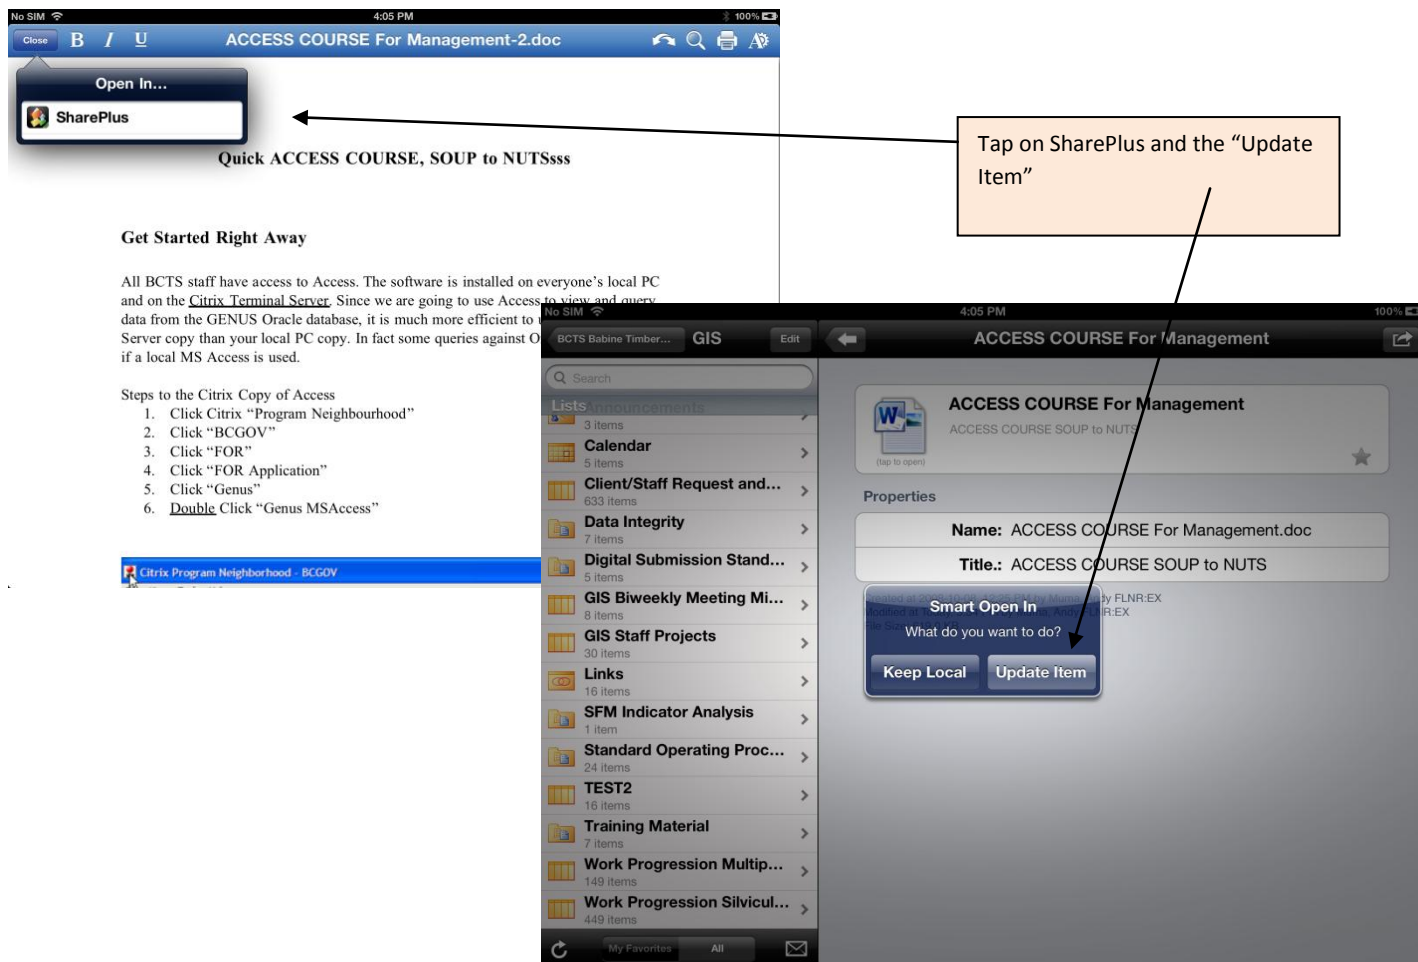 No SIM 4:05 PM 100%
Close B I U ACCESS COURSE For Management-2.doc
Open In...
SharePlus
Quick ACCESS COURSE, SOUP to NUTSsss
Get Started Right Away
All BCTS staff have access to Access. The software is installed on everyone's local PC
and on the Citrix Terminal Server. Since we are going to use Access to view and query
data from the GENUS Oracle database, it is much more efficient to
Server copy than your local PC copy. In fact some queries against O
if a local MS Access is used.
Steps to the Citrix Copy of Access
1. Click Citrix “Program Neighbourhood”
2. Click “BCGOV”
3. Click “FOR”
4. Click “FOR Application”
5. Click “Genus”
6. Double Click “Genus MSAccess”
Citrix Program Neighborhood - BCGOV
Tap on SharePlus and the “Update
Item”
No SIM 4:05 PM 100%
BCTS Babine Timber... GIS Edit
Search
Lists
Announcements
3 items
Calendar
5 items
Client/Staff Request and...
633 items
Data Integrity
7 items
Digital Submission Stand...
5 items
GIS Biweekly Meeting Mi...
8 items
GIS Staff Projects
30 items
Links
16 items
SFM Indicator Analysis
1 item
Standard Operating Proc...
24 items
TEST2
16 items
Training Material
7 items
Work Progression Multip...
149 items
Work Progression Silvicul...
449 items
My Favorites All
ACCESS COURSE For Management
ACCESS COURSE For Management
ACCESS COURSE SOUP to NUTS
(tap to open)
Properties
Name: ACCESS COURSE For Management.doc
Title.: ACCESS COURSE SOUP to NUTS
FLNR:EX
Smart Open In
What do you want to do?
Keep Local Update Item